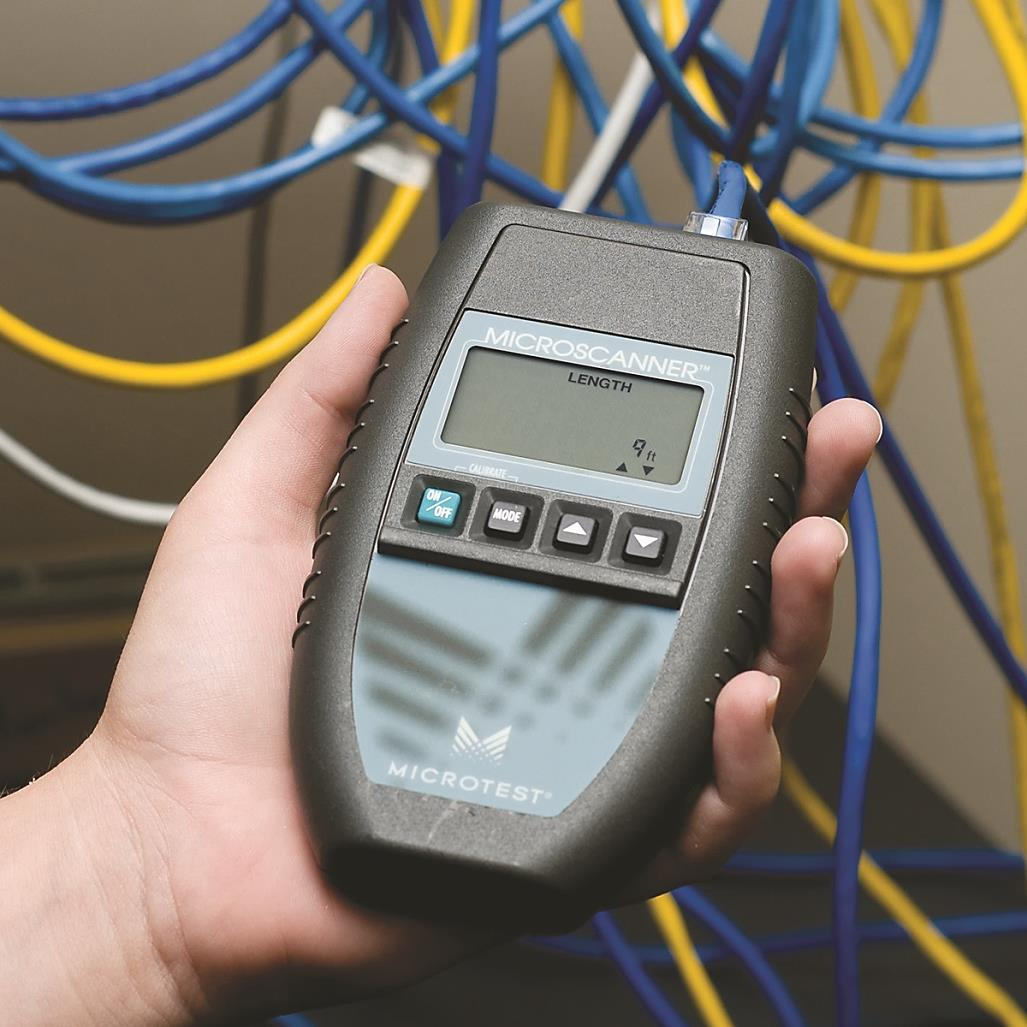 MICROSCANNER™
LENGTH
9 ft
CALIBRATE
ON/OFF
MODE
MICROTEST®